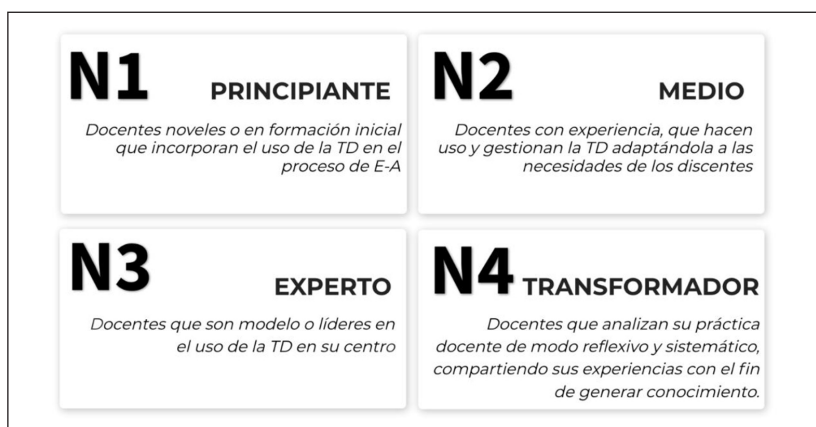 N1 PRINCIPIANTE
Docentes noveles o en formación inicial
que incorporan el uso de la TD en el
proceso de E-A
N2 MEDIO
Docentes con experiencia, que hacen
uso y gestionan la TD adaptándola a las
necesidades de los discentes
N3 EXPERTO
Docentes que son modelo o líderes en
el uso de la TD en su centro
N4 TRANSFORMADOR
Docentes que analizan su práctica
docente de modo reflexivo y sistemático,
compartiendo sus experiencias con el fin
de generar conocimiento.